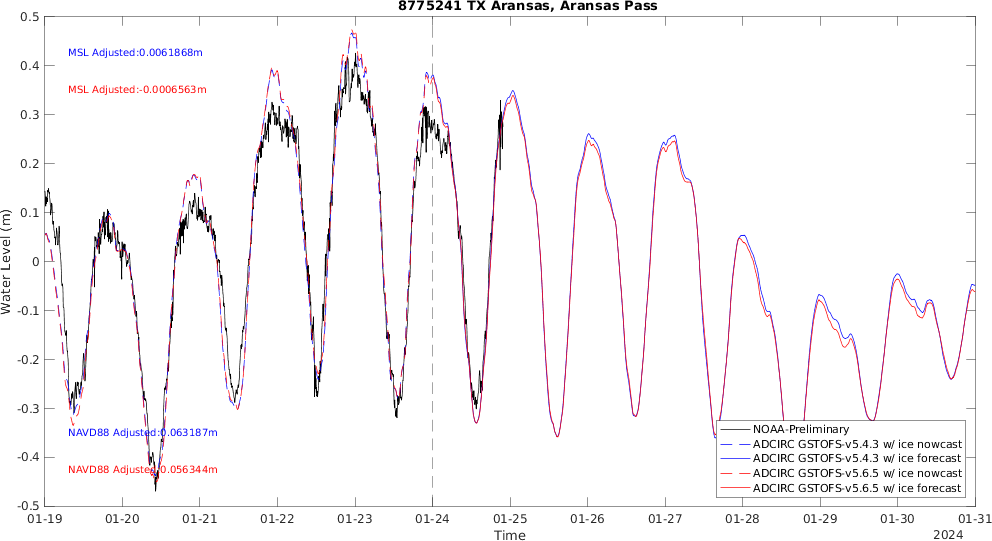 8775241 TX Aransas, Aransas Pass
0.5
0.4
0.3
0.2
0.1
0
-0.1
-0.2
-0.3
-0.4
-0.5
Water Level (m)
MSL Adjusted:0.0061868m
MSL Adjusted:-0.0006563m
NAVD88 Adjusted:0.063187m
NAVD88 Adjusted:0.056344m
NOAA-Preliminary
ADCIRC GSTOFS-v5.4.3 w/ ice nowcast
ADCIRC GSTOFS-v5.4.3 w/ ice forecast
ADCIRC GSTOFS-v5.6.5 w/ ice nowcast
ADCIRC GSTOFS-v5.6.5 w/ ice forecast
01-19 01-20 01-21 01-22 01-23 01-24 01-25 01-26 01-27 01-28 01-29 01-30 01-31
Time
2024